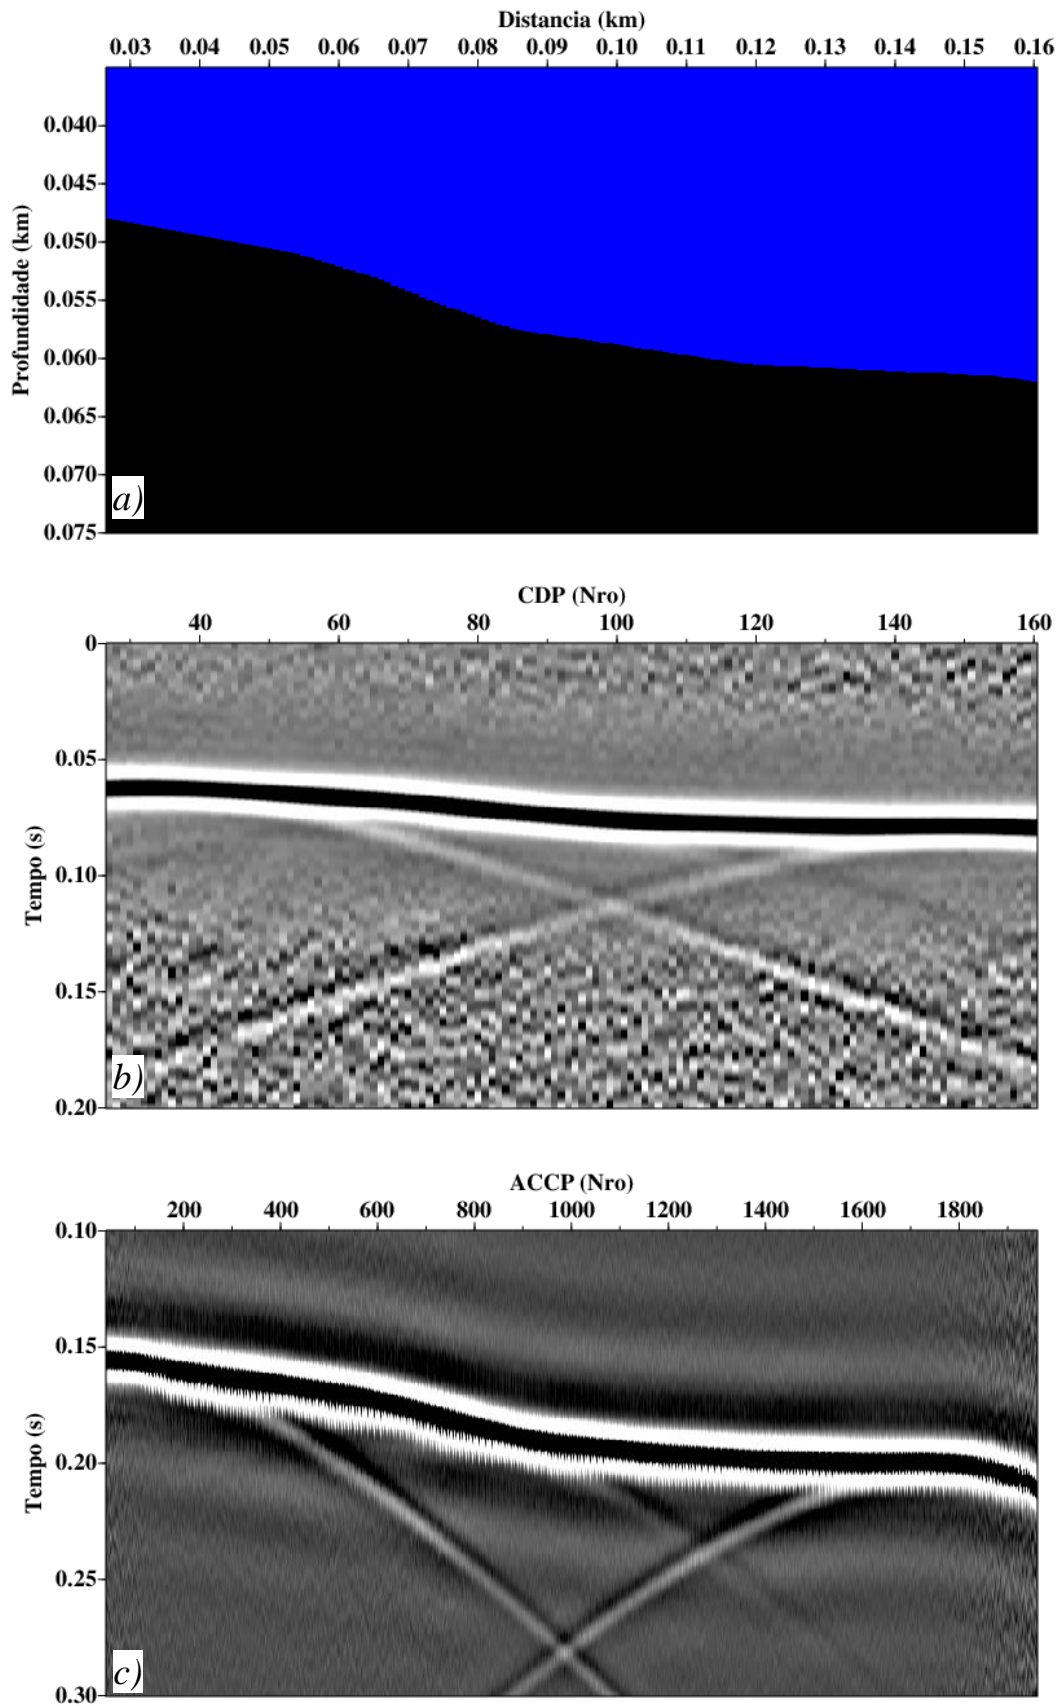 Distancia (km)
0.03 0.04 0.05 0.06 0.07 0.08 0.09 0.10 0.11 0.12 0.13 0.14 0.15 0.16
Profundidade (km)
0.040
0.045
0.050
0.055
0.060
0.065
0.070
0.075
a)
CDP (Nro)
40 60 80 100 120 140 160
Tempo (s)
0
0.05
0.10
0.15
0.20
b)
ACCP (Nro)
200 400 600 800 1000 1200 1400 1600 1800
Tempo (s)
0.10
0.15
0.20
0.25
0.30
c)